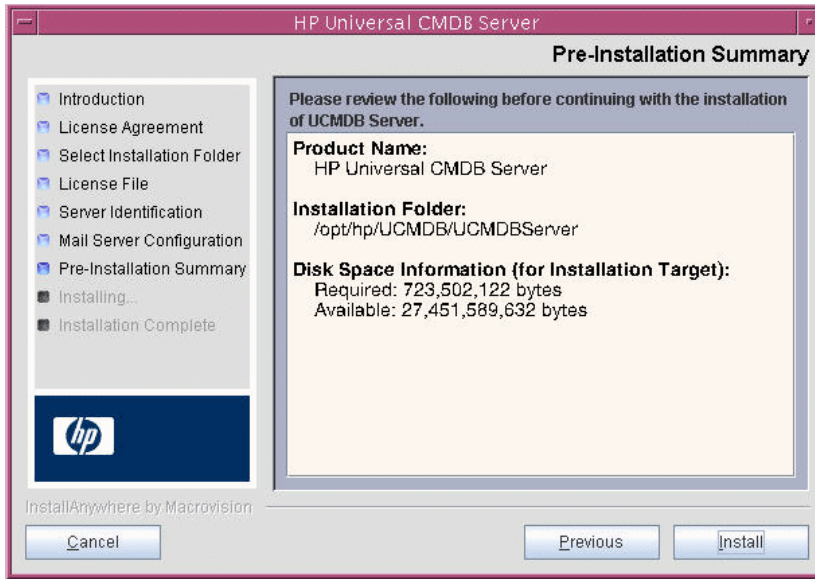 HP Universal CMDB Server
Pre-Installation Summary
Introduction
License Agreement
Select Installation Folder
License File
Server Identification
Mail Server Configuration
Pre-Installation Summary
Installing...
Installation Complete
hp
Please review the following before continuing with the installation
of UCMDB Server.
Product Name:
HP Universal CMDB Server
Installation Folder:
/opt/hp/UCMDB/UCMDBServer
Disk Space Information (for Installation Target):
Required: 723,502,122 bytes
Available: 27,451,589,632 bytes
InstallAnywhere by Macrovision
Cancel
Previous
Install